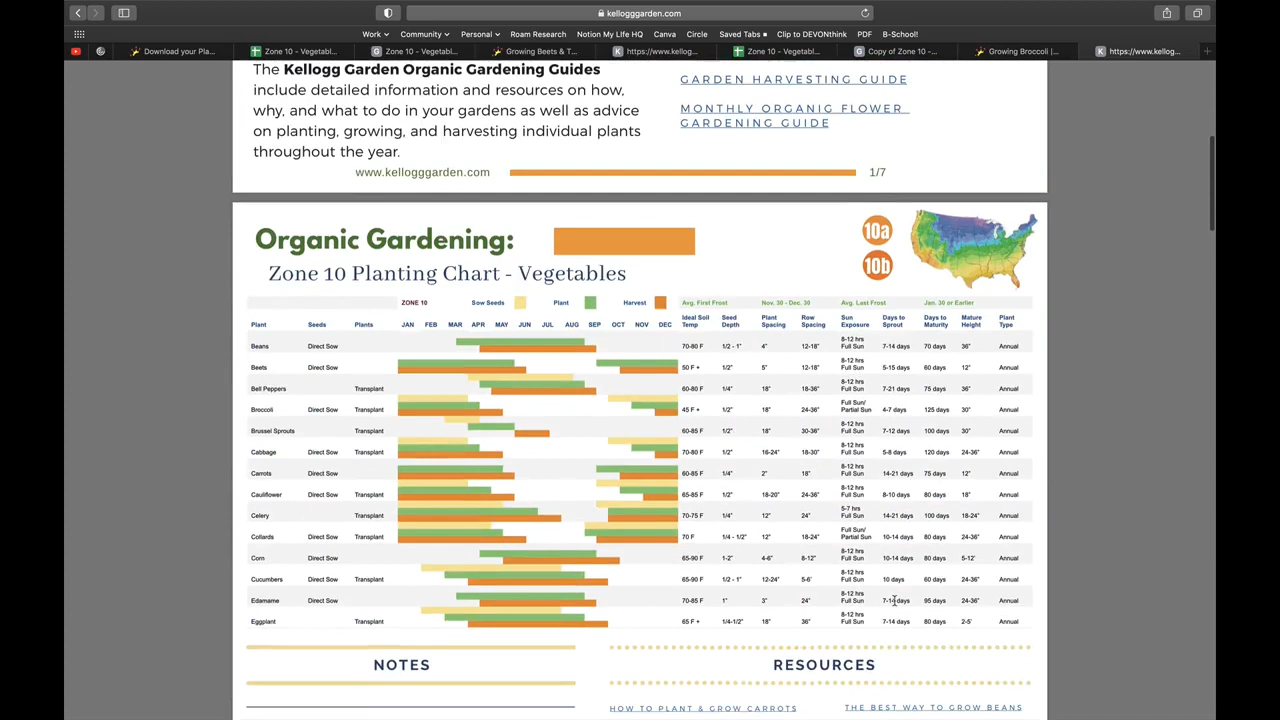 kellogggarden.com
Work Community Personal Roam Research Notion My LIfe HQ Canva Circle Saved Tabs Clip to DEVONthink PDF B-School!
Download your Pla... Zone 10 - Vegetabl... Zone 10 - Vegetabl... Growing Beets & T... https://www.kellog... Zone 10 - Vegetabl... Copy of Zone 10 -... Growing Broccoli |... https://www.kellog...
The Kellogg Garden Organic Gardening Guides
include detailed information and resources on how,
why, and what to do in your gardens as well as advice
on planting, growing, and harvesting individual plants
throughout the year.
GARDEN HARVESTING GUIDE
MONTHLY ORGANIC FLOWER
GARDENING GUIDE
www.kellogggarden.com 1/7
Organic Gardening:
Zone 10 Planting Chart - Vegetables
10a
10b
ZONE 10 Sow Seeds Plant Harvest Avg. First Frost Nov. 30 - Dec. 30 Avg. Last Frost Jan. 30 or Earlier
Plant Seeds Plants JAN FEB MAR APR MAY JUN JUL AUG SEP OCT NOV DEC Ideal Soil Temp Seed Depth Plant Spacing Row Spacing Sun Exposure Days to Sprout Days to Maturity Mature Height Plant Type
Beans Direct Sow 70-80 F 1/2 - 1" 4" 12-18" 8-12 hrs Full Sun 7-14 days 70 days 36" Annual
Beets Direct Sow 50 F + 1/2" 5" 12-18" 8-12 hrs Full Sun 5-15 days 60 days 12" Annual
Bell Peppers Transplant 60-80 F 1/4" 18" 18-36" 8-12 hrs Full Sun 7-21 days 75 days 36" Annual
Broccoli Direct Sow Transplant 45 F + 1/2" 18" 24-36" Full Sun/ Partial Sun 4-7 days 125 days 30" Annual
Brussel Sprouts Transplant 60-85 F 1/2" 18" 30-36" 8-12 hrs Full Sun 7-12 days 100 days 30" Annual
Cabbage Direct Sow Transplant 70-80 F 1/2" 16-24" 18-30" 8-12 hrs Full Sun 5-8 days 120 days 24-36" Annual
Carrots Direct Sow 60-85 F 1/4" 2" 18" 8-12 hrs Full Sun 14-21 days 75 days 12" Annual
Cauliflower Direct Sow Transplant 65-85 F 1/2" 18-20" 24-36" 8-12 hrs Full Sun 8-10 days 80 days 18" Annual
Celery Transplant 70-75 F 1/4" 12" 24" 5-7 hrs Full Sun 14-21 days 100 days 18-24" Annual
Collards Direct Sow Transplant 70 F 1/4 - 1/2" 12" 18-24" Full Sun/ Partial Sun 10-14 days 80 days 24-36" Annual
Corn Direct Sow 65-90 F 1-2" 4-6" 8-12" 8-12 hrs Full Sun 10-14 days 80 days 5-12' Annual
Cucumbers Direct Sow Transplant 65-90 F 1/2 - 1" 12-24" 5-6' 8-12 hrs Full Sun 10 days 60 days 24-36" Annual
Edamame Direct Sow 70-85 F 1" 3" 24" 8-12 hrs Full Sun 7-14 days 95 days 24-36" Annual
Eggplant Transplant 65 F + 1/4-1/2" 18" 36" 8-12 hrs Full Sun 7-14 days 80 days 2-5' Annual
NOTES RESOURCES
HOW TO PLANT & GROW CARROTS THE BEST WAY TO GROW BEANS